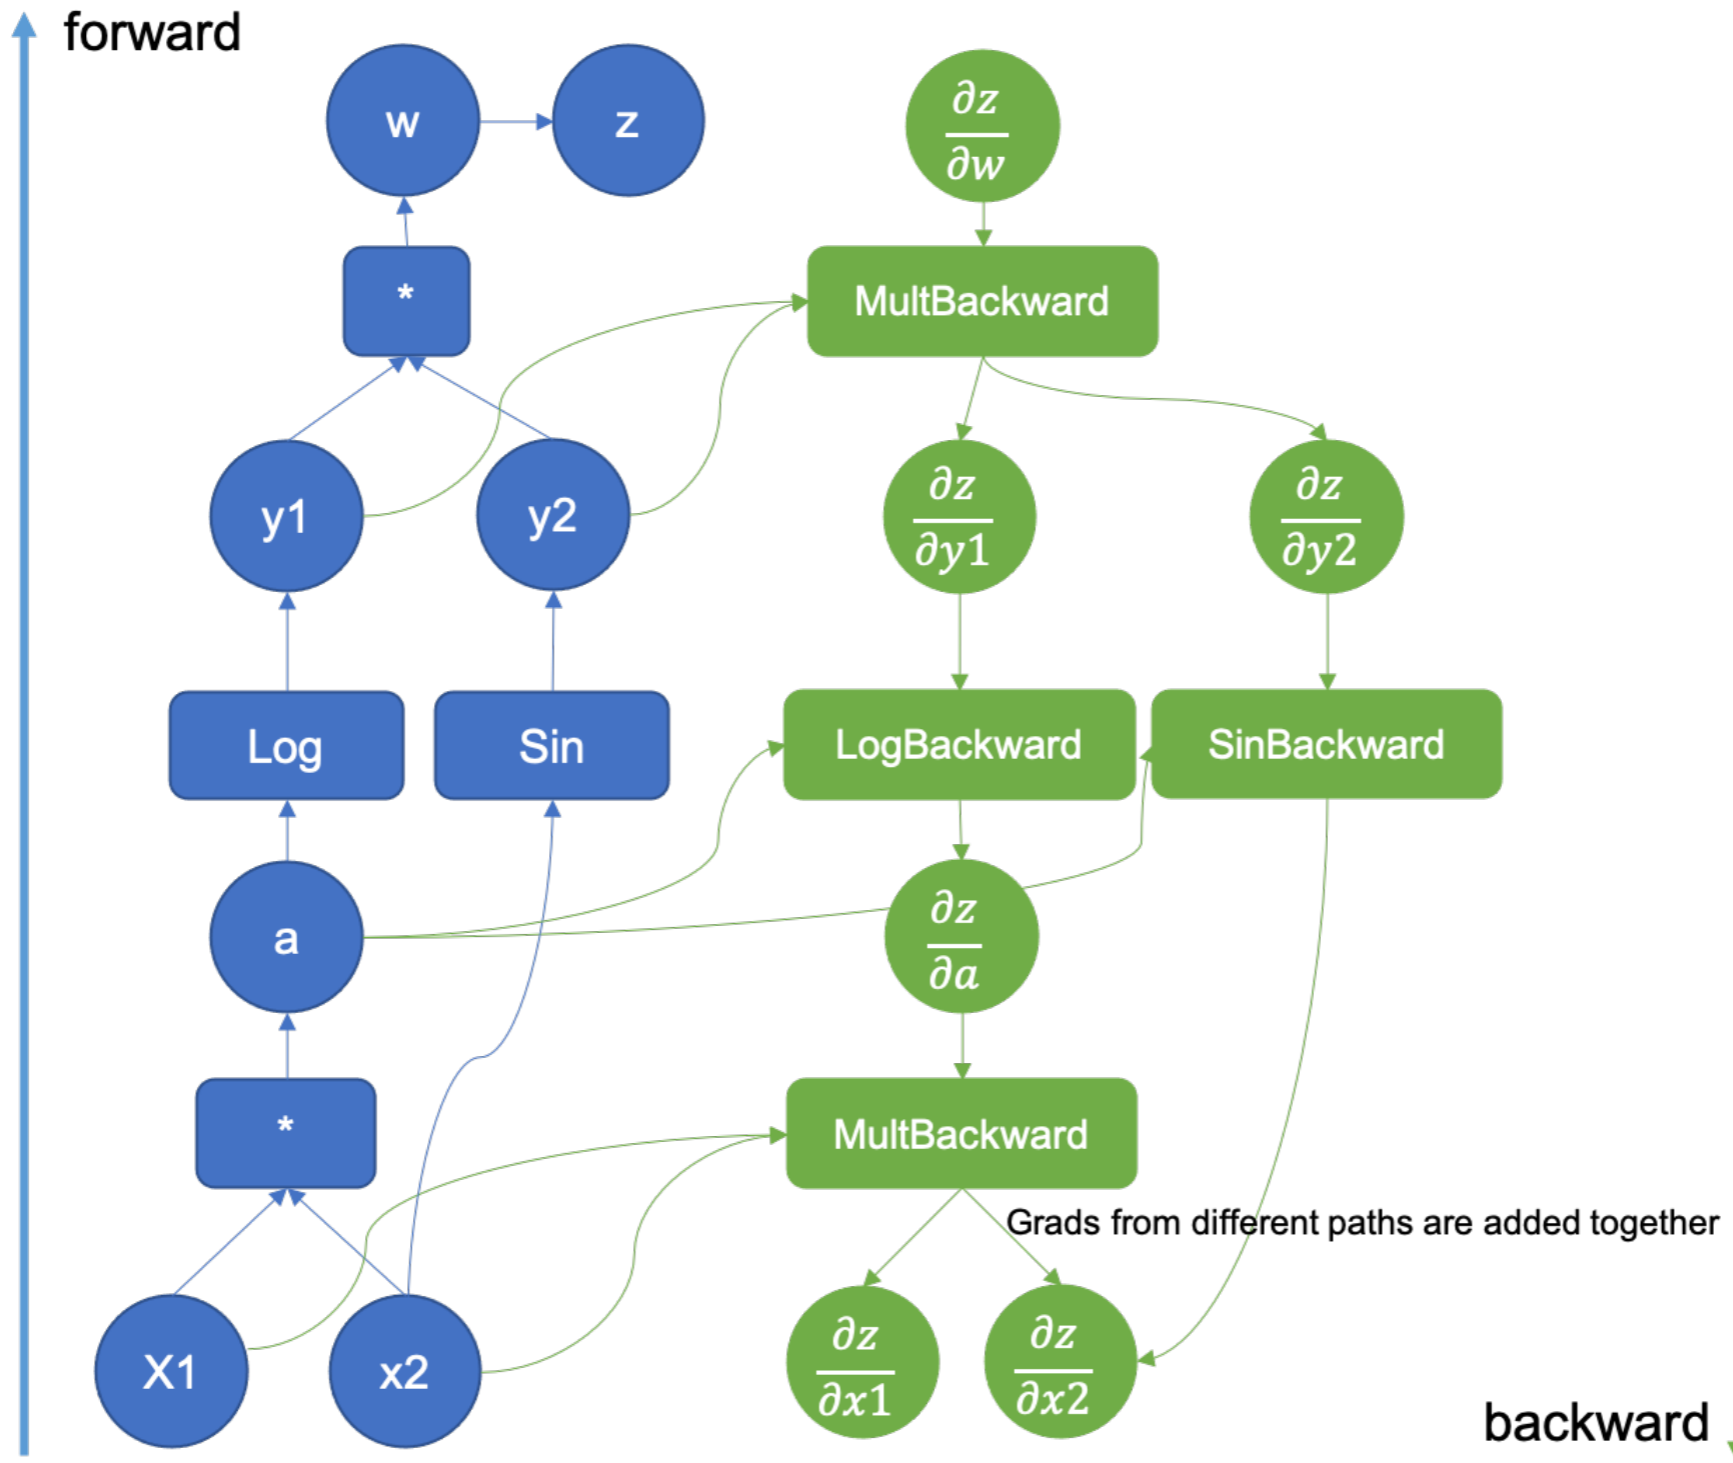 forward
w
z
∂z
∂w
*
MultBackward
y1
y2
∂z
∂y1
∂z
∂y2
Log
Sin
LogBackward
SinBackward
a
∂z
∂a
*
MultBackward
Grads from different paths are added together
X1
x2
∂z
∂x1
∂z
∂x2
backward